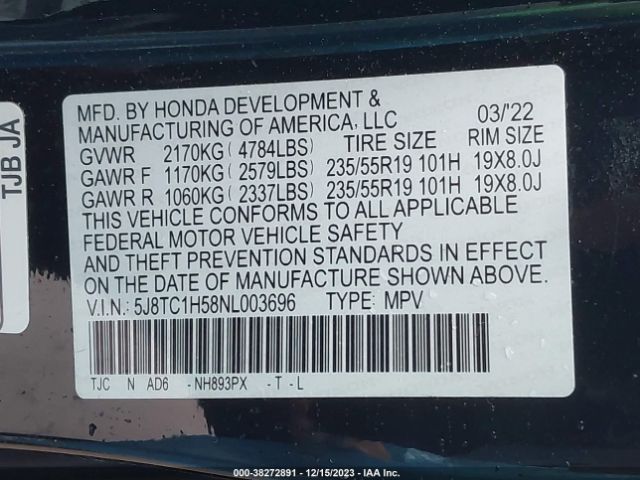 TJB JA
MFD. BY HONDA DEVELOPMENT &
MANUFACTURING OF AMERICA, LLC 03/'22
GVWR 2170KG( 4784LBS) TIRE SIZE RIM SIZE
GAWR F 1170KG( 2579LBS) 235/55R19 101H 19X8.0J
GAWR R 1060KG( 2337LBS) 235/55R19 101H 19X8.0J
THIS VEHICLE CONFORMS TO ALL APPLICABLE
FEDERAL MOTOR VEHICLE SAFETY
AND THEFT PREVENTION STANDARDS IN EFFECT
ON THE DATE OF MANUFACTURE SHOWN ABOVE.
V.I.N.: 5J8TC1H58NL003696 TYPE: MPV
TJC N AD6 -NH893PX -T -L
000-38272891 - 12/15/2023 - IAA Inc.